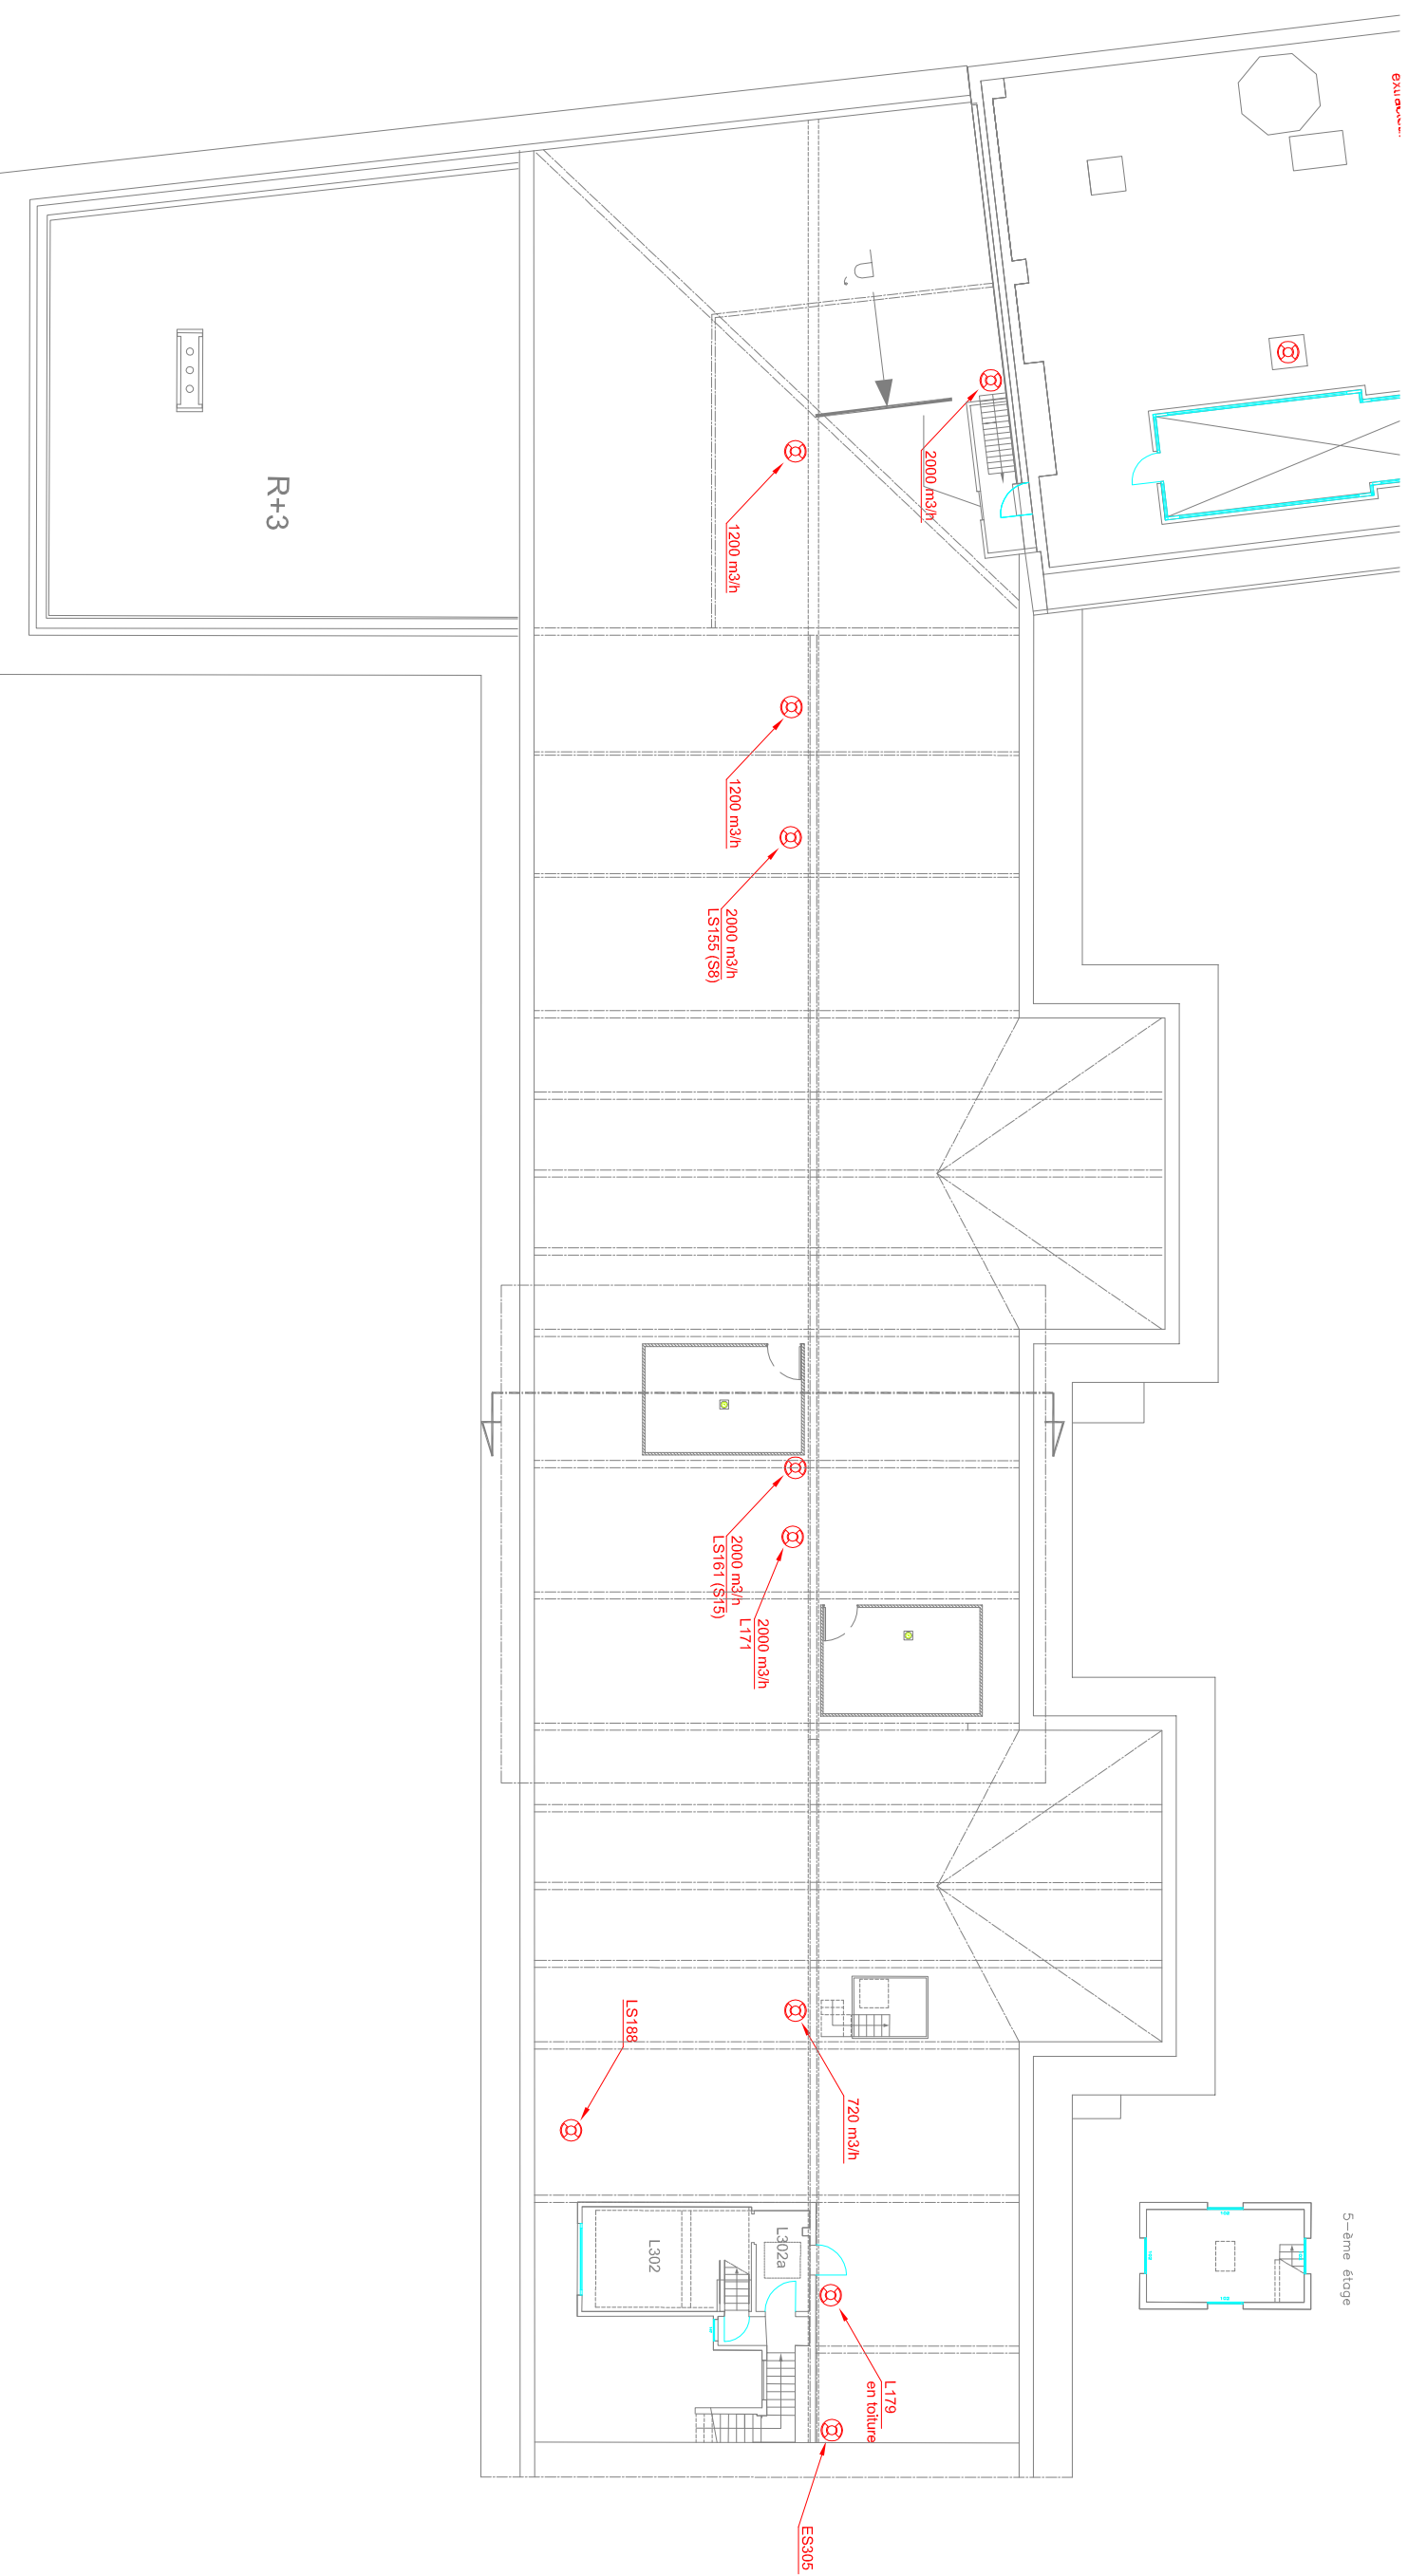 R+3
2000 m3/h
1200 m3/h
1200 m3/h
2000 m3/h
LS155 (S8)
2000 m3/h
LS161 (S15)
2000 m3/h
L171
LS188
720 m3/h
L302
L302a
L179
en toiture
ES305
5-ème étage